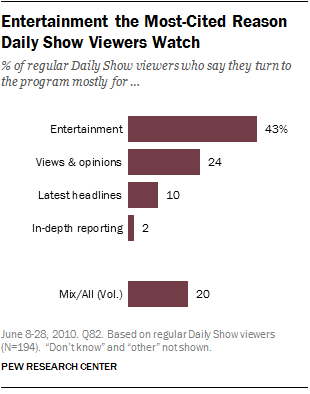 Entertainment the Most-Cited Reason
Daily Show Viewers Watch
% of regular Daily Show viewers who say they turn to
the program mostly for ...
Entertainment 43%
Views & opinions 24
Latest headlines 10
In-depth reporting 2
Mix/All (Vol.) 20
June 8-28, 2010. Q82. Based on regular Daily Show viewers
(N=194). “Don’t know” and “other” not shown.
PEW RESEARCH CENTER